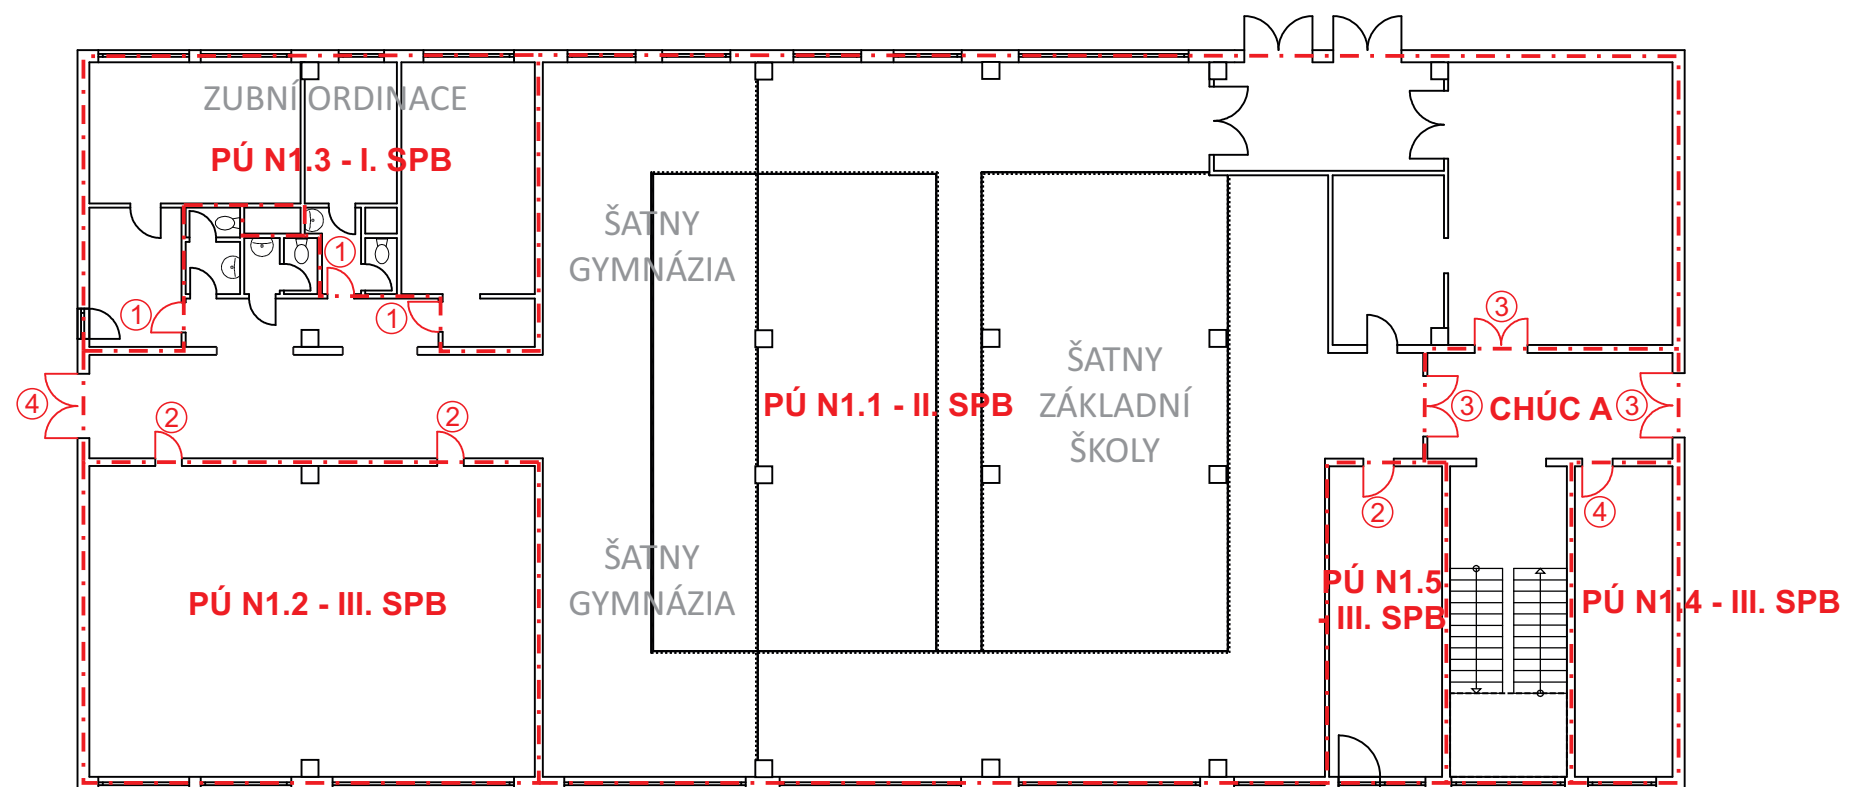 ZUBNÍ ORDINACE
PÚ N1.3 - I. SPB
ŠATNY
GYMNÁZIA
1
1
1
3
ŠATNY
ZÁKLADNÍ
ŠKOLY
4
2
2
PÚ N1.1 - II. SPB
3
CHÚC A
3
2
4
ŠATNY
GYMNÁZIA
PÚ N1.2 - III. SPB
PÚ N1.5
- III. SPB
PÚ N1.4 - III. SPB